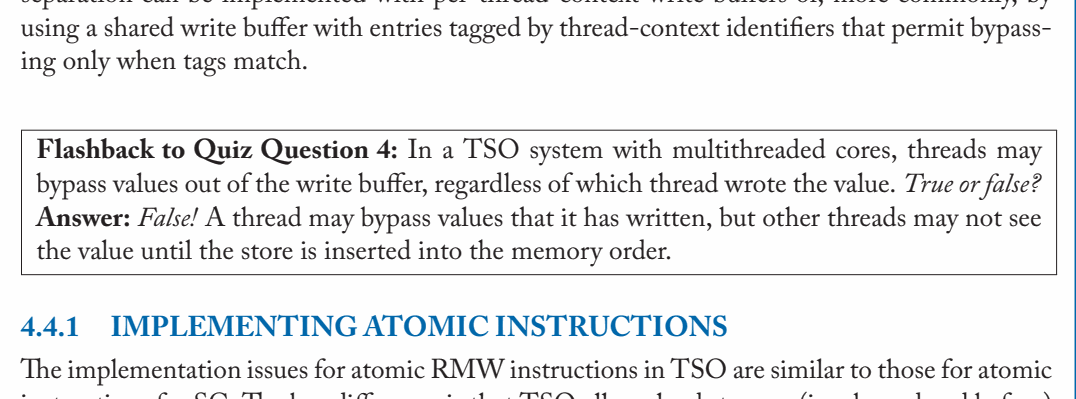 separation can be implemented with per-thread-context write buffers or, more commonly, by
using a shared write buffer with entries tagged by thread-context identifiers that permit bypass-
ing only when tags match.
Flashback to Quiz Question 4: In a TSO system with multithreaded cores, threads may
bypass values out of the write buffer, regardless of which thread wrote the value. True or false?
Answer: False! A thread may bypass values that it has written, but other threads may not see
the value until the store is inserted into the memory order.
4.4.1 IMPLEMENTING ATOMIC INSTRUCTIONS
The implementation issues for atomic RMW instructions in TSO are similar to those for atomic